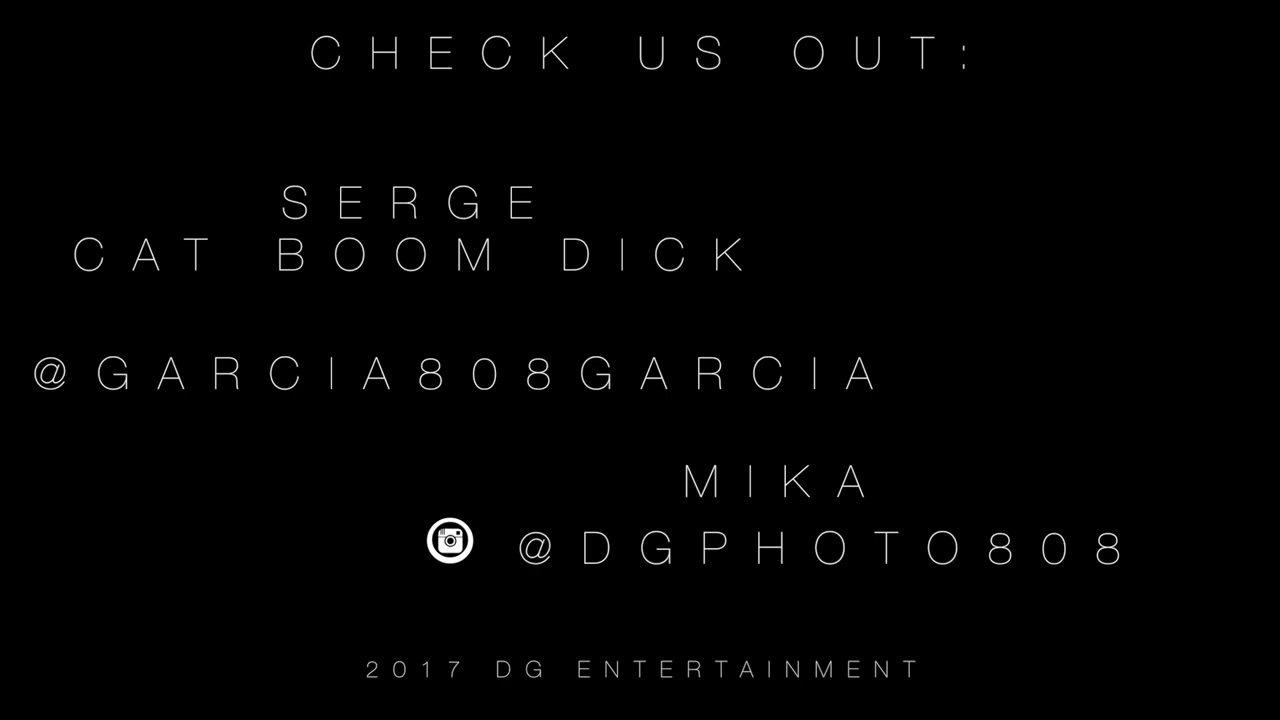 CHECK US OUT:
SERGE
CAT BOOM DICK
@GARCIA808GARCIA
MIKA
@DGPHOTO808
2017 DG ENTERTAINMENT